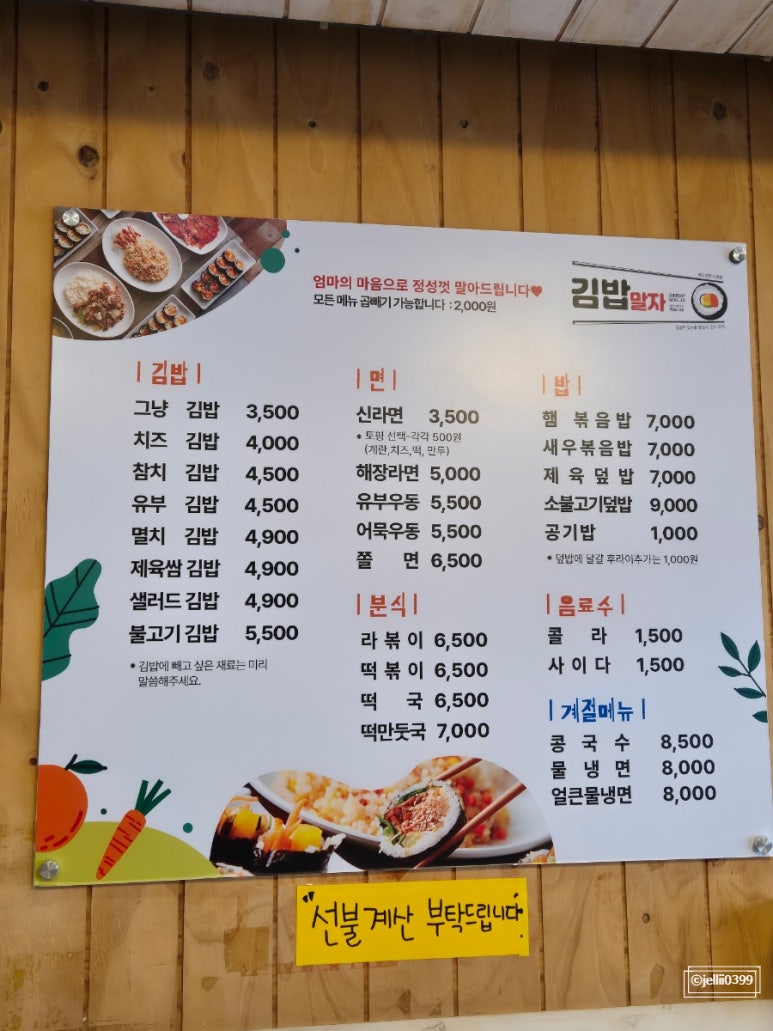 엄마의 마음으로 정성껏 말아드립니다♥
모든 메뉴 곱빼기 가능합니다 : 2,000원
김밥말자
| 김밥 |
그냥 김밥 3,500
치즈 김밥 4,000
참치 김밥 4,500
유부 김밥 4,500
멸치 김밥 4,900
제육쌈김밥 4,900
샐러드김밥 4,900
불고기김밥 5,500
* 김밥에 빼고 싶은 재료는 미리
말씀해주세요.
| 면 |
신라면 3,500
* 토핑 선택-각각 500원
(계란,치즈,떡, 만두)
해장라면 5,000
유부우동 5,500
어묵우동 5,500
쫄 면 6,500
| 분식 |
라볶이 6,500
떡볶이 6,500
떡 국 6,500
떡만둣국 7,000
| 밥 |
햄 볶음밥 7,000
새우볶음밥 7,000
제육덮밥 7,000
소불고기덮밥 9,000
공기밥 1,000
* 덮밥에 달걀 후라이추가는 1,000원
| 음료수 |
콜 라 1,500
사이다 1,500
| 계절메뉴 |
콩국수 8,500
물냉면 8,000
얼큰물냉면 8,000
"선불계산 부탁드립니다"
©jellii0399